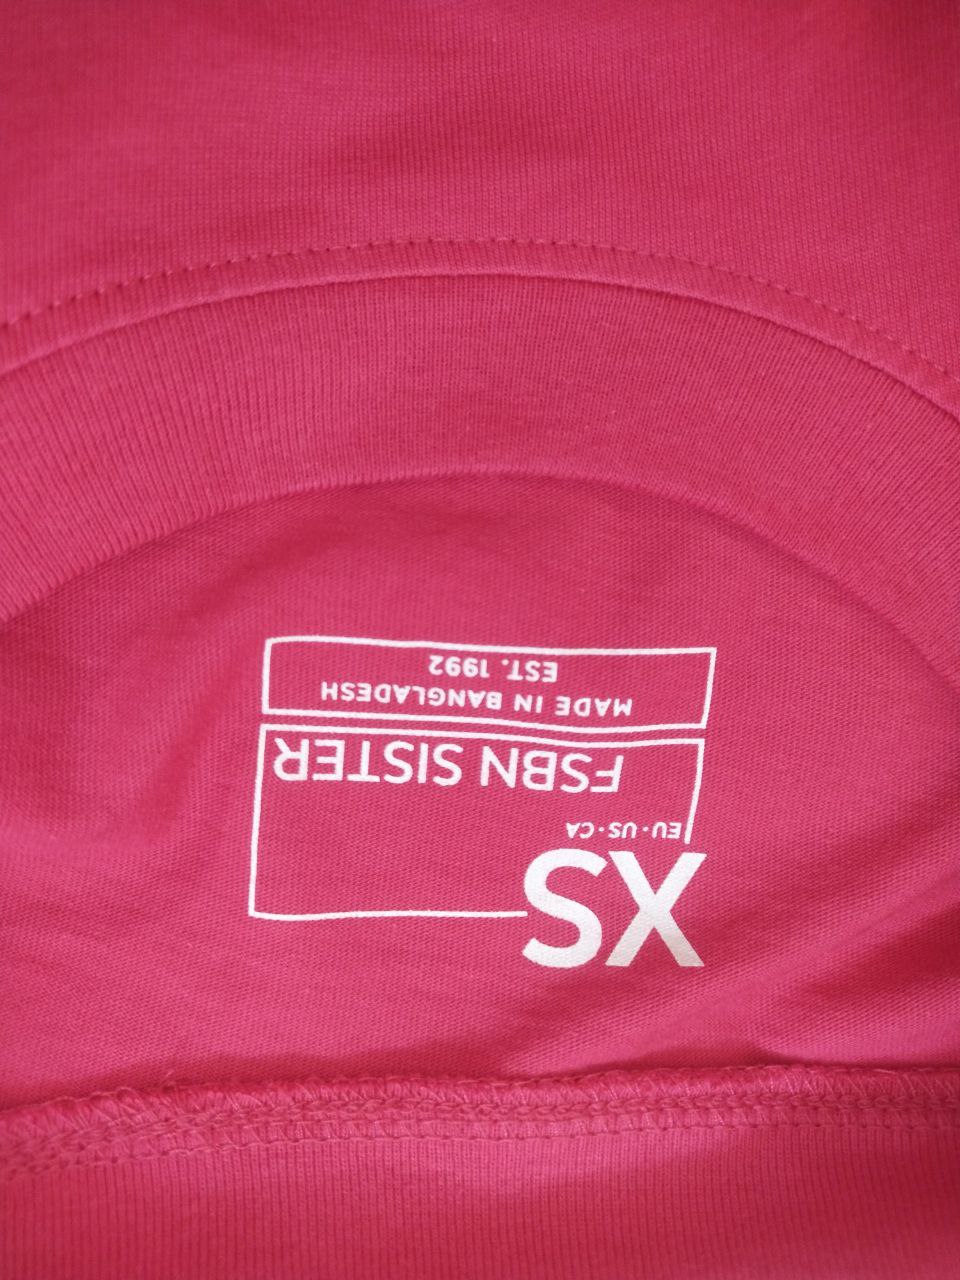 XS
EU·US·CA
FSBN SISTER
MADE IN BANGLADESH
EST. 1992